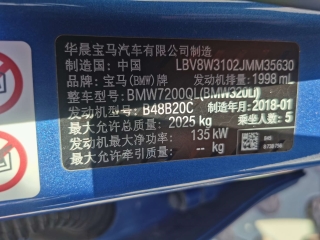 华晨宝马汽车有限公司制造
制造国：中国 LBV8W3102JMM35630
品牌：宝马(BMW)牌 发动机排量：1998 mL
整车型号：BMW7200QL(BMW320Li)
发动机型号：B48B20C 制造年月：2018-01
最大允许总质量：2025 kg 乘坐人数：5
发动机最大净功率：135 kW
最大允许牵引质量：-- kg